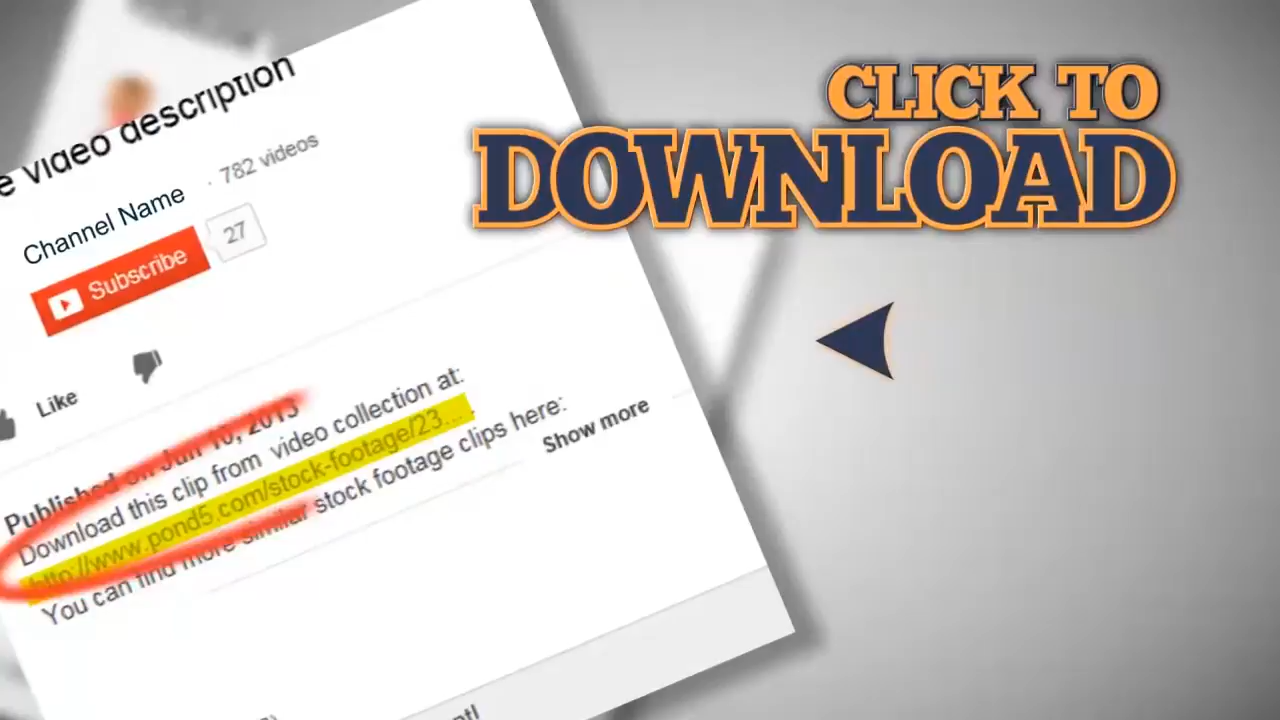 e video description
Channel Name · 782 videos
Subscribe 27
Like
Published on Jun 10, 2013
Download this clip from video collection at:
http://www.pond5.com/stock-footage/23....
You can find more similar stock footage clips here:
Show more
CLICK TO
DOWNLOAD